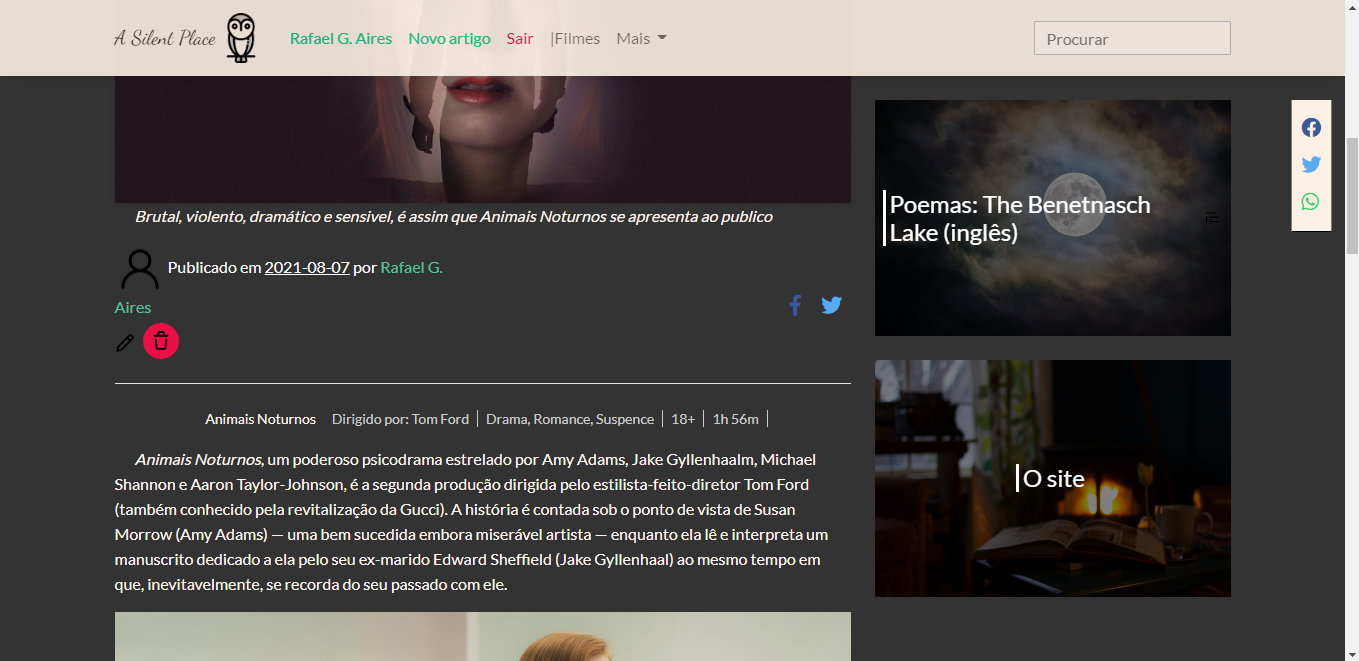 A Silent Place
Rafael G. Aires Novo artigo Sair |Filmes Mais
Procurar
Brutal, violento, dramático e sensivel, é assim que Animais Noturnos se apresenta ao publico
Publicado em 2021-08-07 por Rafael G.
Aires
Animais Noturnos Dirigido por: Tom Ford Drama, Romance, Suspence 18+ 1h 56m
Animais Noturnos, um poderoso psicodrama estrelado por Amy Adams, Jake Gyllenhaalm, Michael
Shannon e Aaron Taylor-Johnson, é a segunda produção dirigida pelo estilista-feito-diretor Tom Ford
(também conhecido pela revitalização da Gucci). A história é contada sob o ponto de vista de Susan
Morrow (Amy Adams) — uma bem sucedida embora miserável artista — enquanto ela lê e interpreta um
manuscrito dedicado a ela pelo seu ex-marido Edward Sheffield (Jake Gyllenhaal) ao mesmo tempo em
que, inevitavelmente, se recorda do seu passado com ele.
Poemas: The Benetnasch
Lake (inglês)
O site